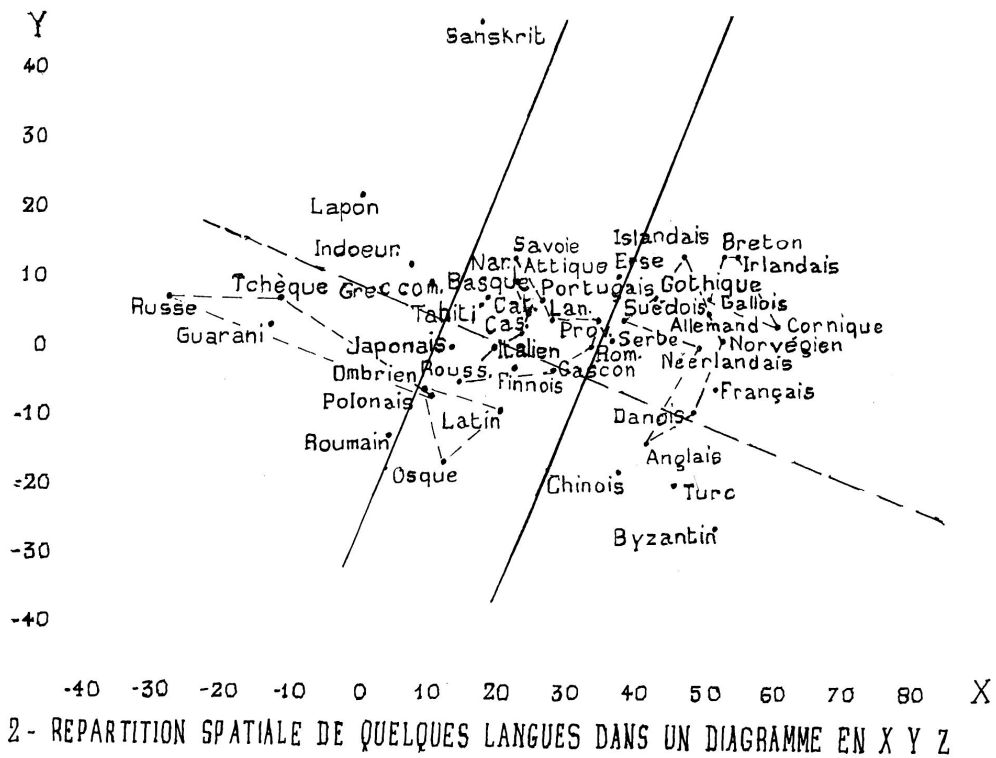 Y
Sanskrit
40
30
20
Lapon
Islandais
Breton
Indoeur.
Savoie
Nar.
Attique
Erse
Irlandais
10
Tchèque
Grec com.
Basque
Portugais
Gothique
Russe
Tahiti
Cat.
Lan.
Suedois
Gallois
Guarani
Cas.
Prov.
Allemand
Cornique
0
Japonais
Italien
Serbe
Norvégien
Rom.
Neerlandais
Ombrien
Rouss.
Finnois
Gascon
Polonais
Français
-10
Latin
Danois
Roumain
Anglais
Osque
Chinois
Turc
-20
Byzantin
-30
-40
-40 -30 -20 -10 0 10 20 30 40 50 60 70 80 X
2- REPARTITION SPATIALE DE QUELQUES LANGUES DANS UN DIAGRAMME EN X Y Z